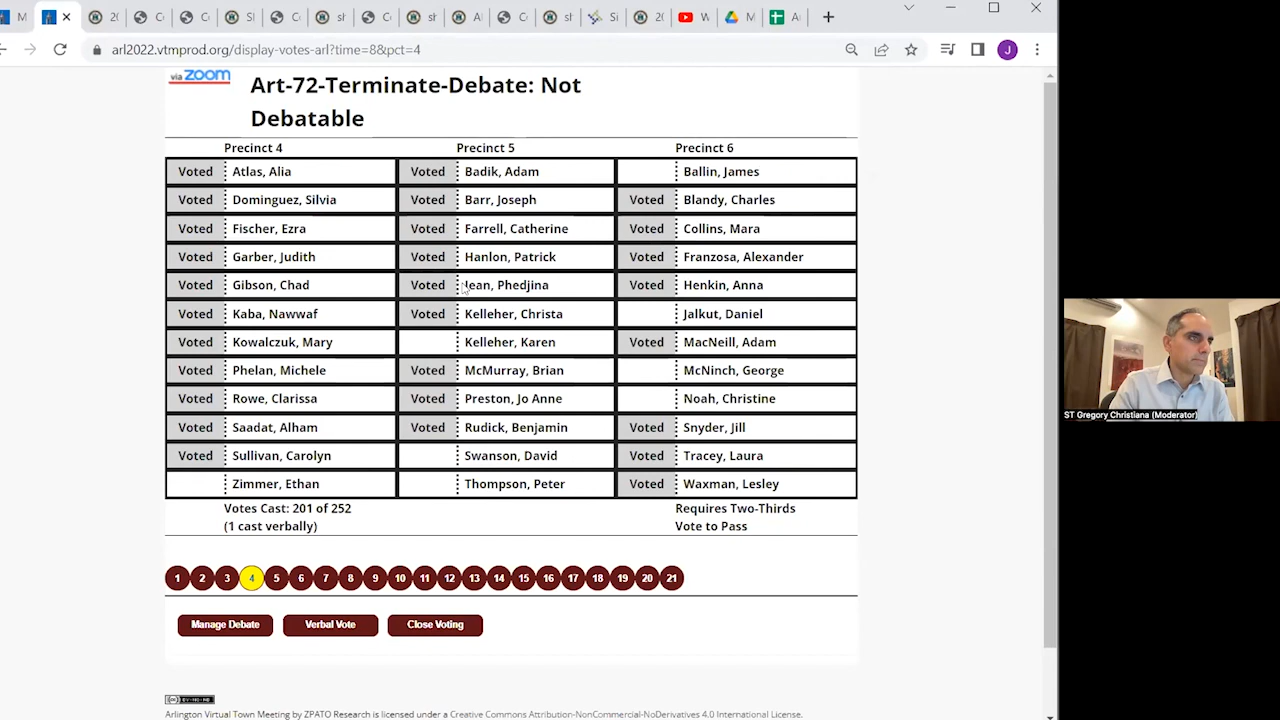 arl2022.vtmprod.org/display-votes-arl?time=8&pct=4
J
via zoom
Art-72-Terminate-Debate: Not
Debatable
Precinct 4 Precinct 5 Precinct 6
Voted Atlas, Alia Voted Badik, Adam Ballin, James
Voted Dominguez, Silvia Voted Barr, Joseph Voted Blandy, Charles
Voted Fischer, Ezra Voted Farrell, Catherine Voted Collins, Mara
Voted Garber, Judith Voted Hanlon, Patrick Voted Franzosa, Alexander
Voted Gibson, Chad Voted Jean, Phedjina Voted Henkin, Anna
Voted Kaba, Nawwaf Voted Kelleher, Christa Jalkut, Daniel
Voted Kowalczuk, Mary Kelleher, Karen Voted MacNeill, Adam
Voted Phelan, Michele Voted McMurray, Brian McNinch, George
Voted Rowe, Clarissa Voted Preston, Jo Anne Noah, Christine
Voted Saadat, Alham Voted Rudick, Benjamin Voted Snyder, Jill
Voted Sullivan, Carolyn Swanson, David Voted Tracey, Laura
Zimmer, Ethan Thompson, Peter Voted Waxman, Lesley
Votes Cast: 201 of 252 Requires Two-Thirds
(1 cast verbally) Vote to Pass
1 2 3 4 5 6 7 8 9 10 11 12 13 14 15 16 17 18 19 20 21
Manage Debate Verbal Vote Close Voting
Arlington Virtual Town Meeting by ZPATO Research is licensed under a Creative Commons Attribution-NonCommercial-NoDerivatives 4.0 International License.
ST Gregory Christiana (Moderator)